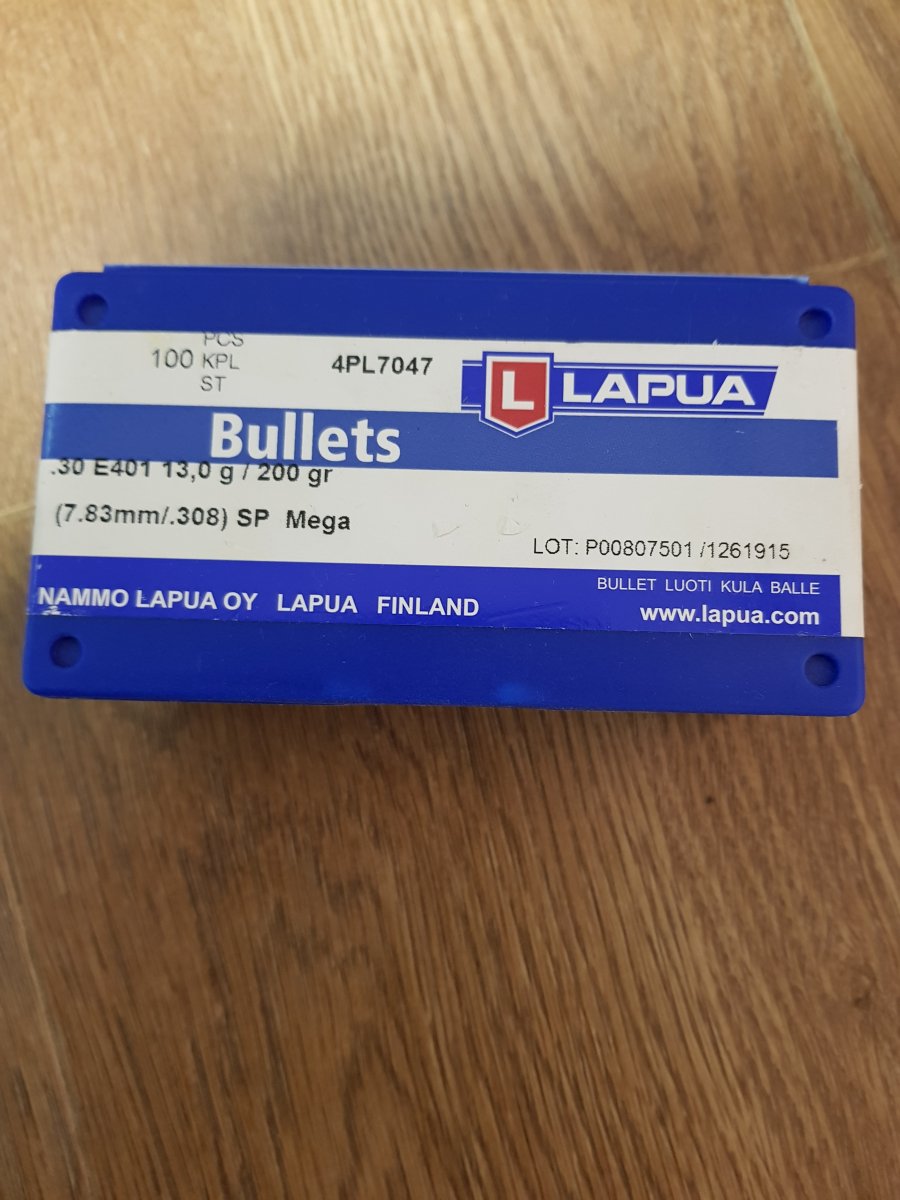 PCS
100 KPL
ST
4PL7047
L LAPUA
Bullets
.30 E401 13,0 g / 200 gr
(7.83mm/.308) SP Mega
LOT: P00807501 /1261915
BULLET LUOTI KULA BALLE
NAMMO LAPUA OY LAPUA FINLAND
www.lapua.com